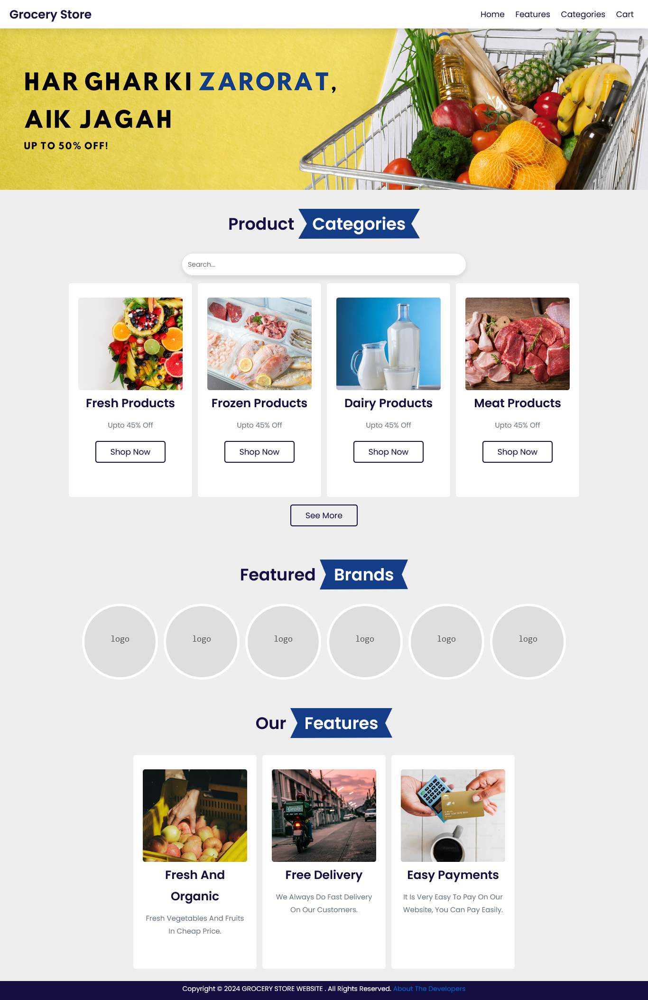 Grocery Store
Home Features Categories Cart
HAR GHAR KI ZARORAT,
AIK JAGAH
UP TO 50% OFF!
Product Categories
Search...
Fresh Products
Upto 45% Off
Shop Now
Frozen Products
Upto 45% Off
Shop Now
Dairy Products
Upto 45% Off
Shop Now
Meat Products
Upto 45% Off
Shop Now
See More
Featured Brands
logo
logo
logo
logo
logo
logo
Our Features
Fresh And
Organic
Fresh Vegetables And Fruits
In Cheap Price.
Grab
Free Delivery
We Always Do Fast Delivery
On Our Customers.
Easy Payments
It Is Very Easy To Pay On Our
Website, You Can Pay Easily.
Copyright © 2024 GROCERY STORE WEBSITE . All Rights Reserved. About The Developers